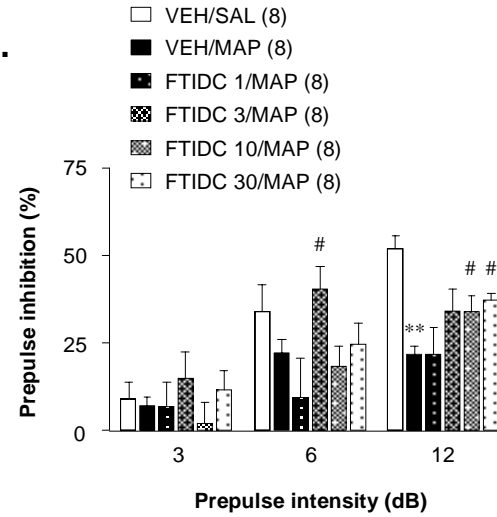 VEH/SAL (8)
VEH/MAP (8)
FTIDC 1/MAP (8)
FTIDC 3/MAP (8)
FTIDC 10/MAP (8)
FTIDC 30/MAP (8)
75
50
25
0
Prepulse inhibition (%)
#
**
# #
3 6 12
Prepulse intensity (dB)